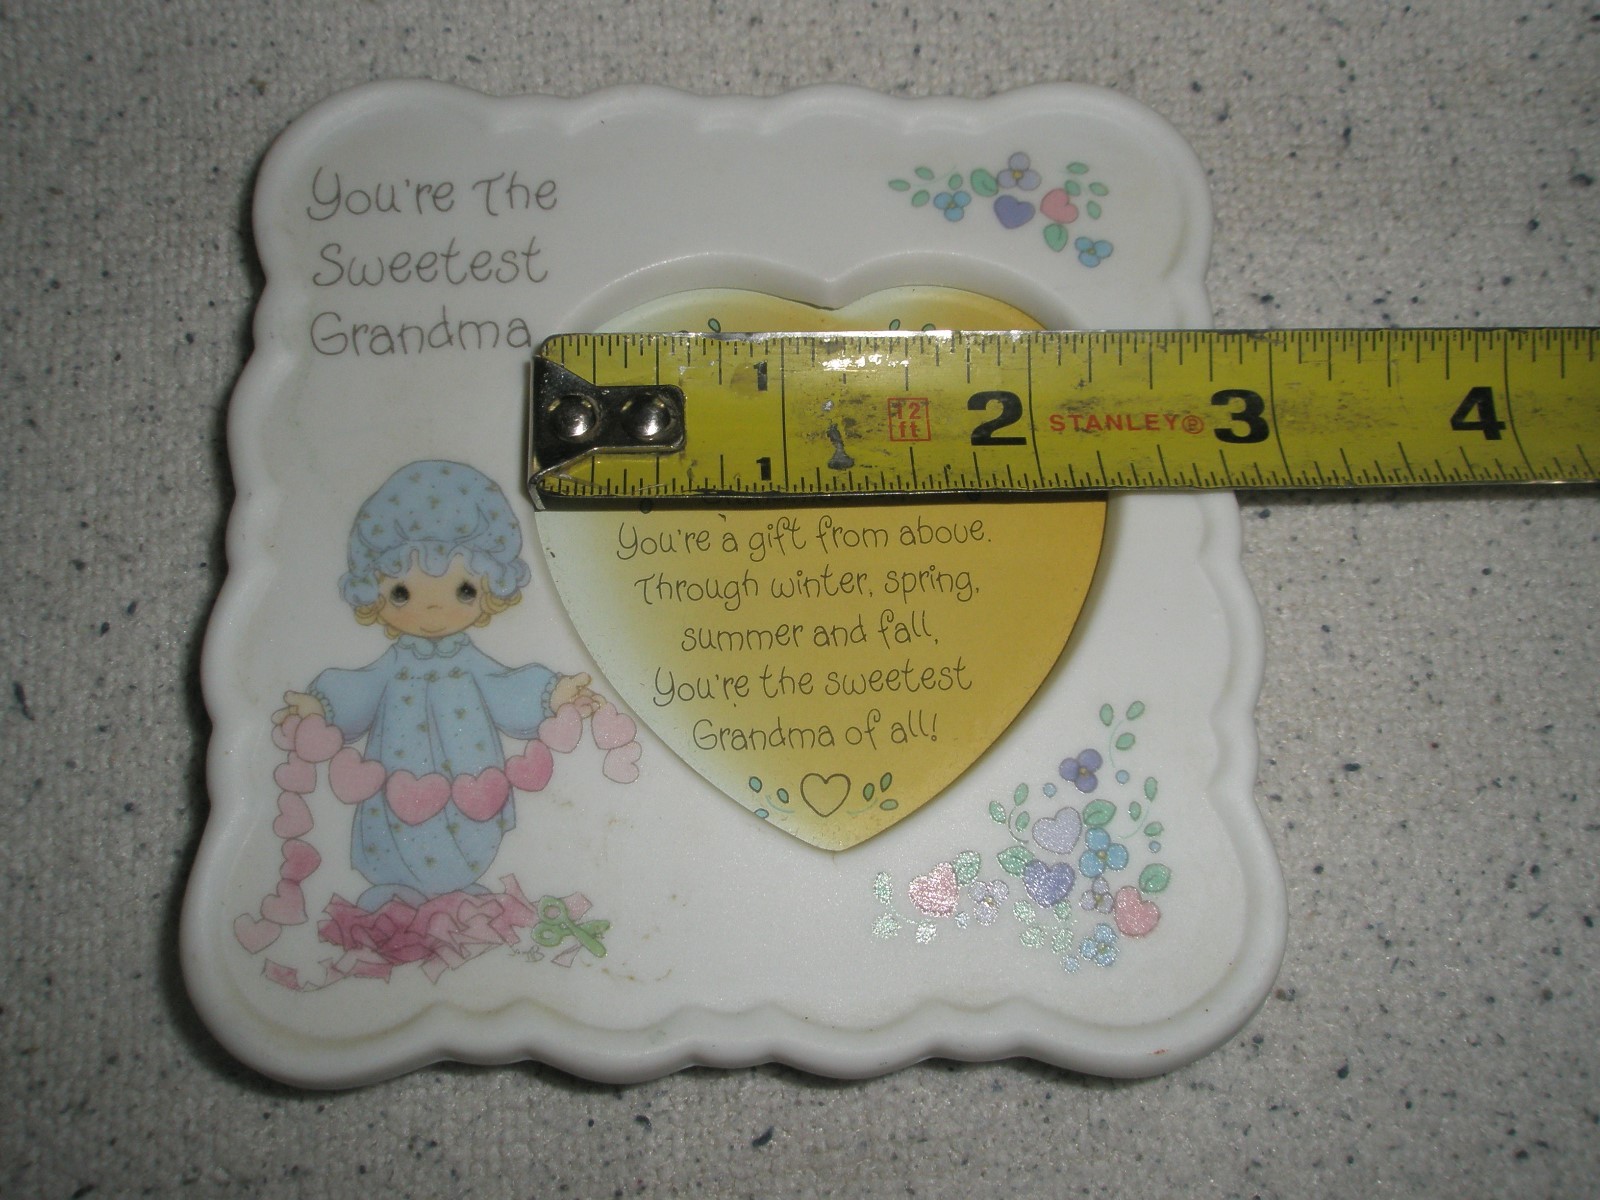 You're The
Sweetest
Grandma
1
12
ft
2
STANLEY®
3
4
1
You're a gift from above.
Through winter, spring,
summer and fall,
You're the sweetest
Grandma of all!